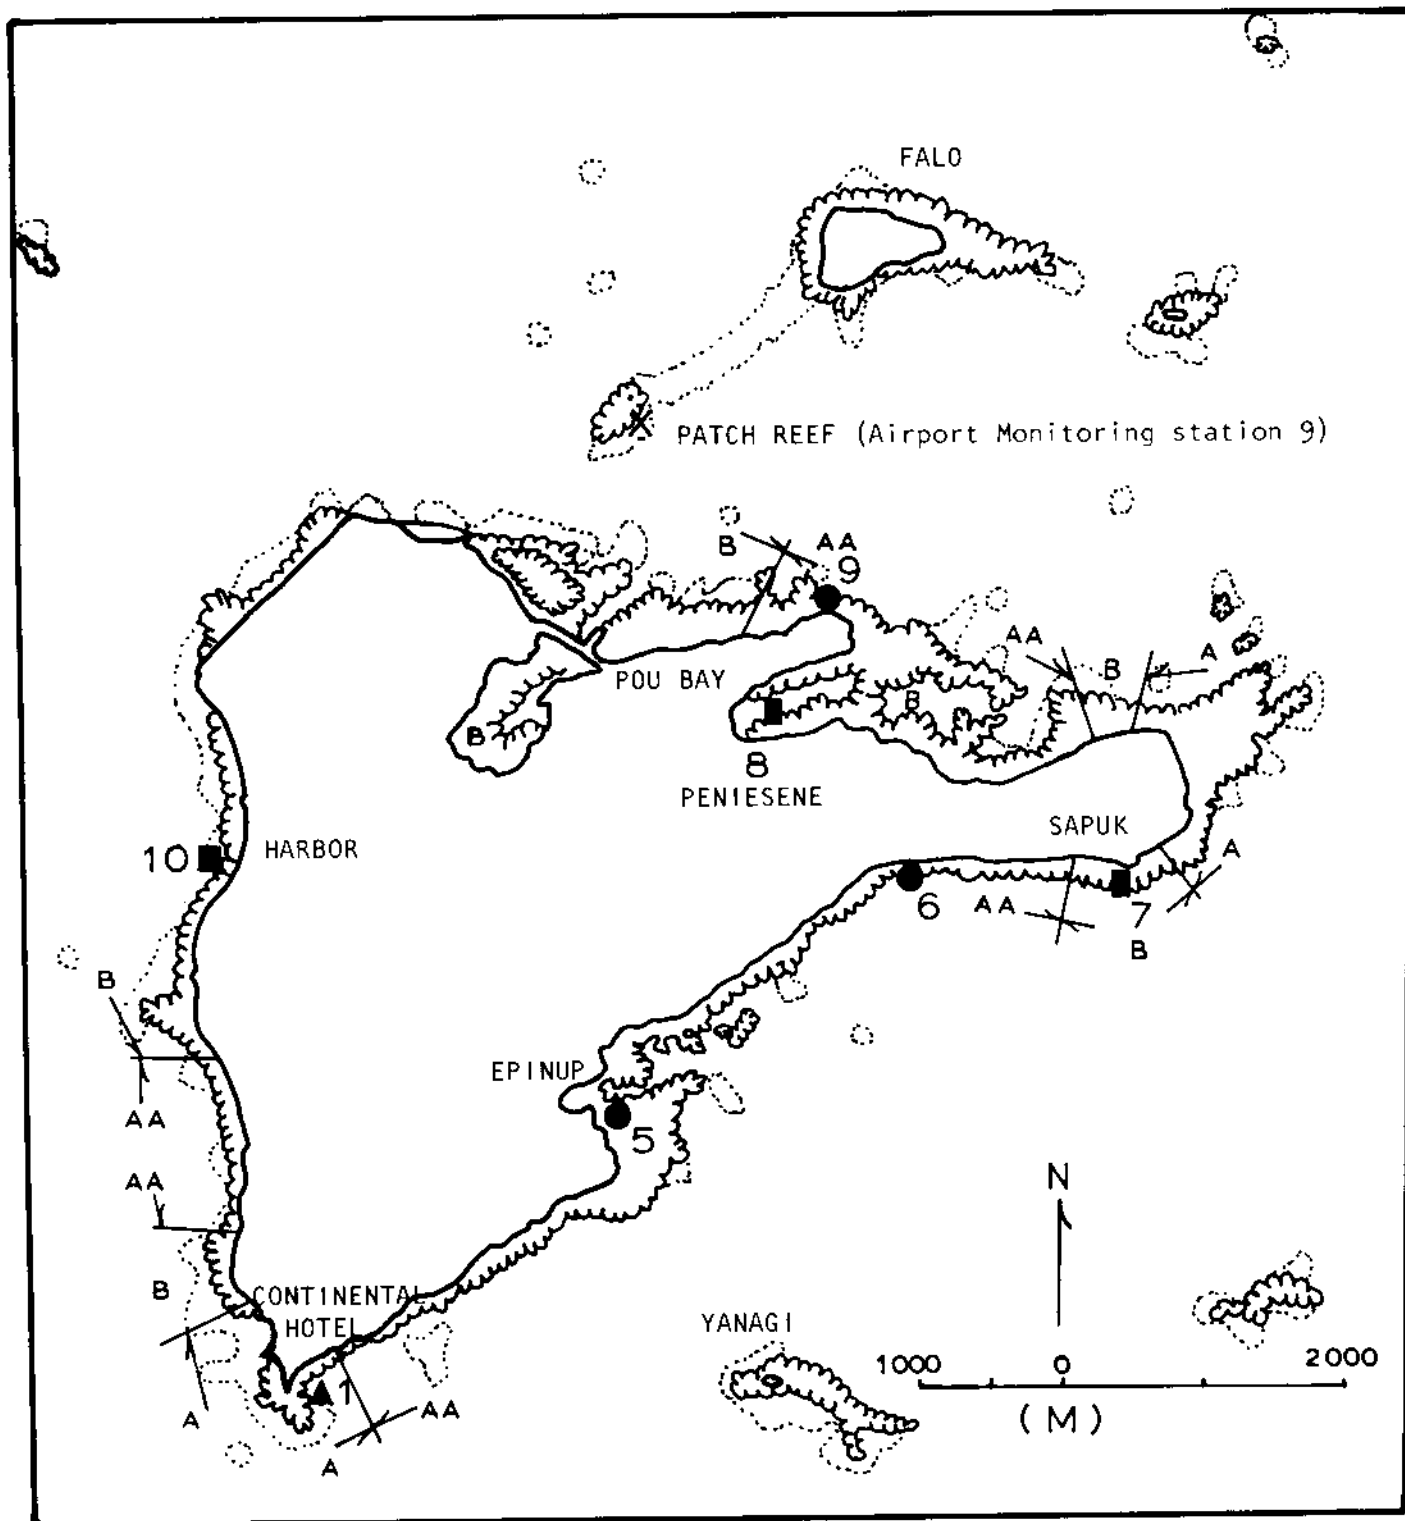 FALO
PATCH REEF (Airport Monitoring station 9)
B
AA
9
AA
B
A
POU BAY
B
B
8
PENIESENE
SAPUK
10
HARBOR
A
6
AA
7
B
B
EPINUP
AA
5
AA
N
B
CONTINENTAL
HOTEL
YANAGI
1000 0 2000
(M)
1
AA
A
A